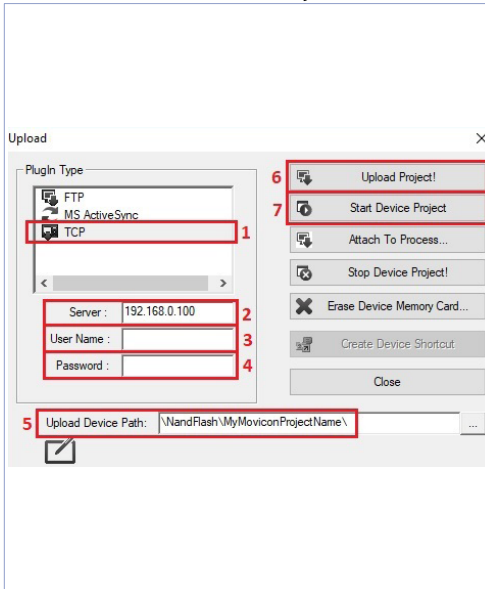 Upload
PlugIn Type
FTP
MS ActiveSync
TCP
1
Server : 192.168.0.100 2
User Name : 3
Password : 4
5 Upload Device Path: \NandFlash\MyMoviconProjectName\ ...
6 Upload Project!
7 Start Device Project
Attach To Process...
Stop Device Project!
Erase Device Memory Card...
Create Device Shortcut
Close